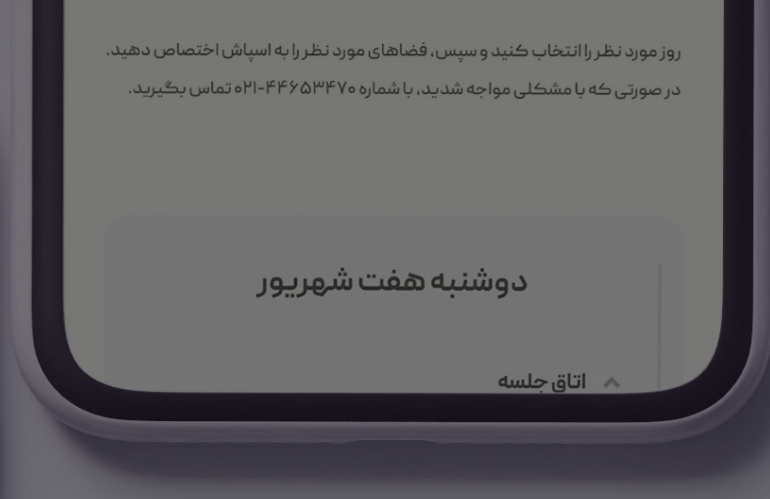 روز مورد نظر را انتخاب کنید و سپس، فضاهای مورد نظر را به اسپاش اختصاص دهید.
در صورتی که با مشکلی مواجه شدید، با شماره ۰۲۱-۴۴۶۵۳۴۷۰ تماس بگیرید.
دوشنبه هفت شهریور
اتاق جلسه